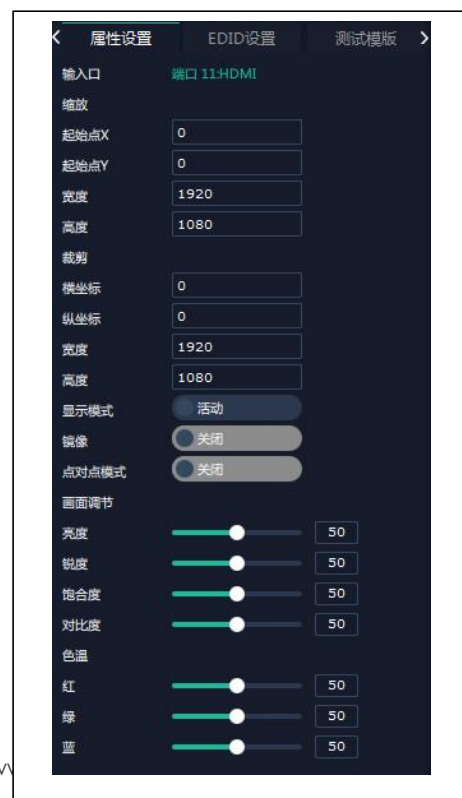 属性设置 EDID设置 测试模版
输入口 端口 11:HDMI
缩放
起始点X 0
起始点Y 0
宽度 1920
高度 1080
裁剪
横坐标 0
纵坐标 0
宽度 1920
高度 1080
显示模式 活动
镜像 关闭
点对点模式 关闭
画面调节
亮度 50
锐度 50
饱合度 50
对比度 50
色温
红 50
绿 50
蓝 50